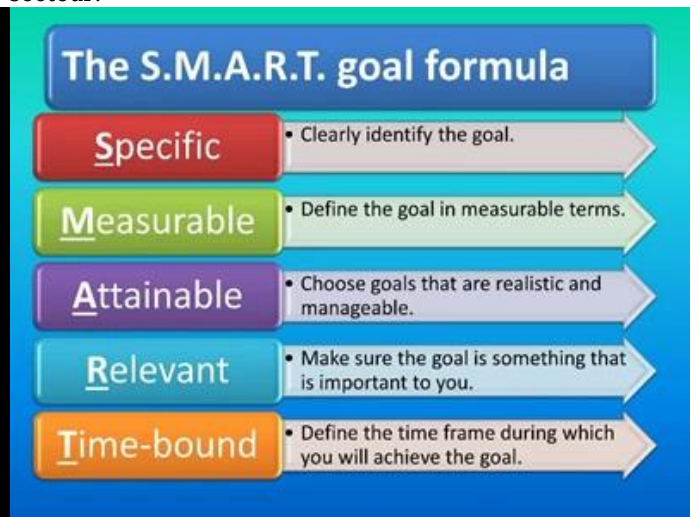 The S.M.A.R.T. goal formula
Specific
• Clearly identify the goal.
Measurable
• Define the goal in measurable terms.
Attainable
• Choose goals that are realistic and
manageable.
Relevant
• Make sure the goal is something that
is important to you.
Time-bound
• Define the time frame during which
you will achieve the goal.